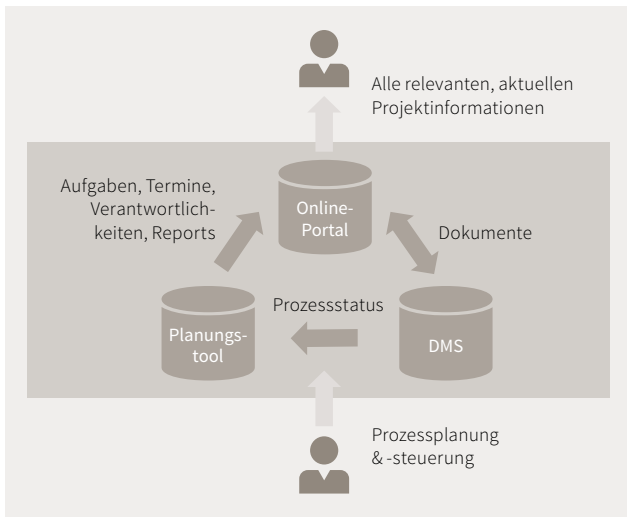 Alle relevanten, aktuellen
Projektinformationen
Aufgaben, Termine,
Verantwortlich-
keiten, Reports
Online-
Portal
Dokumente
Prozessstatus
Planungs-
tool
DMS
Prozessplanung
& -steuerung